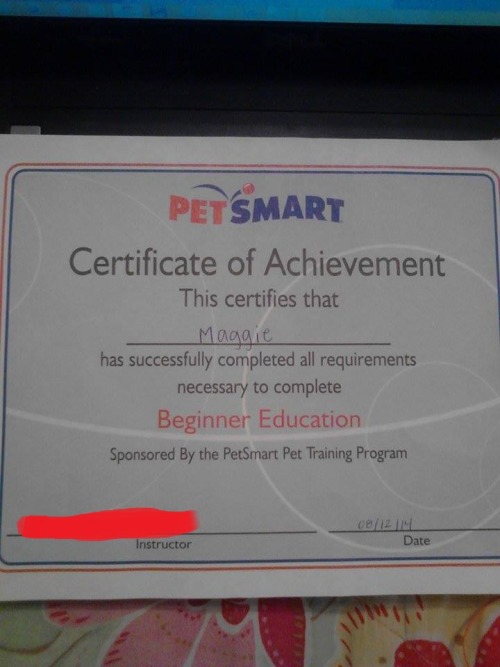 PETSMART
Certificate of Achievement
This certifies that
Maggie
has successfully completed all requirements
necessary to complete
Beginner Education
Sponsored By the PetSmart Pet Training Program
08/12/14
Instructor
Date